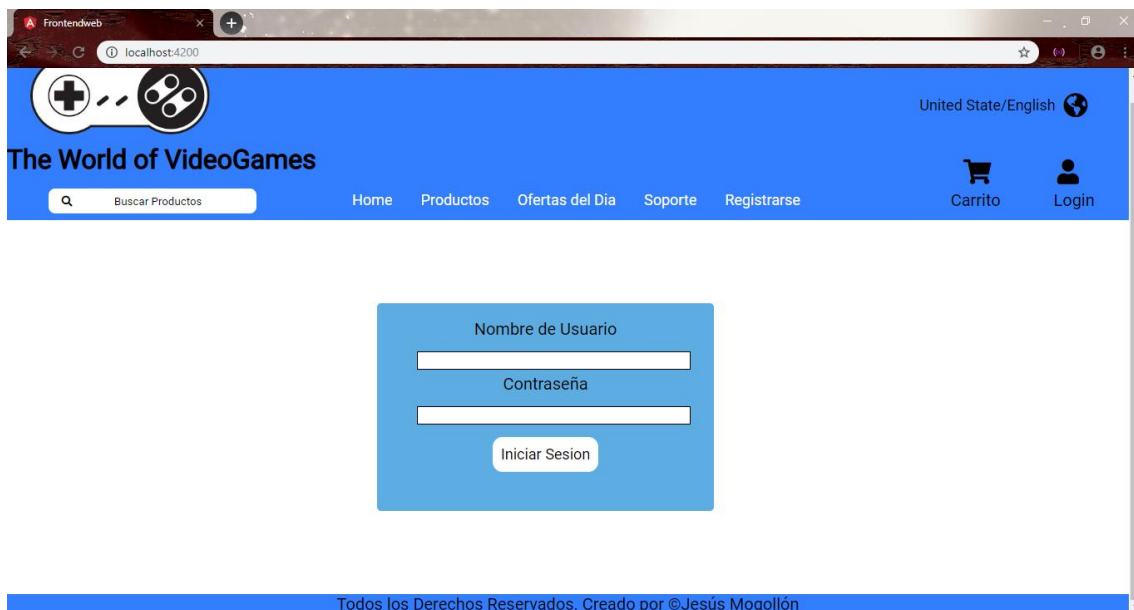 Frontendweb
localhost:4200
United State/English
The World of VideoGames
Buscar Productos
Home Productos Ofertas del Dia Soporte Registrarse
Carrito Login
Nombre de Usuario
Contraseña
Iniciar Sesion
Todos los Derechos Reservados. Creado por ©Jesús Mogollón